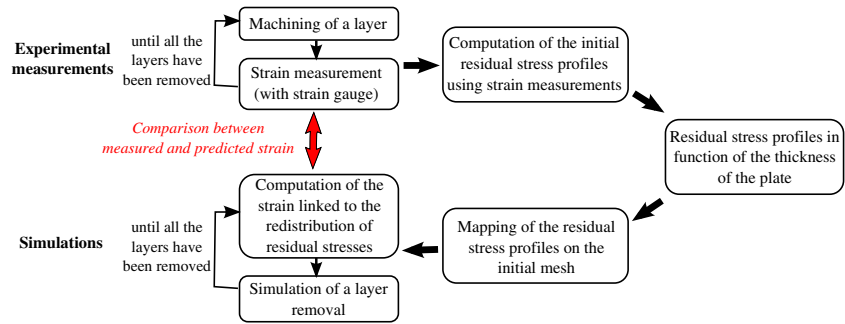 Experimental
measurements
until all the
layers have
been removed
Machining of a layer
Strain measurement
(with strain gauge)
Computation of the initial
residual stress profiles
using strain measurements
Residual stress profiles in
function of the thickness
of the plate
Comparison between
measured and predicted strain
Simulations
until all the
layers have
been removed
Computation of the
strain linked to the
redistribution of
residual stresses
Simulation of a layer
removal
Mapping of the residual
stress profiles on the
initial mesh